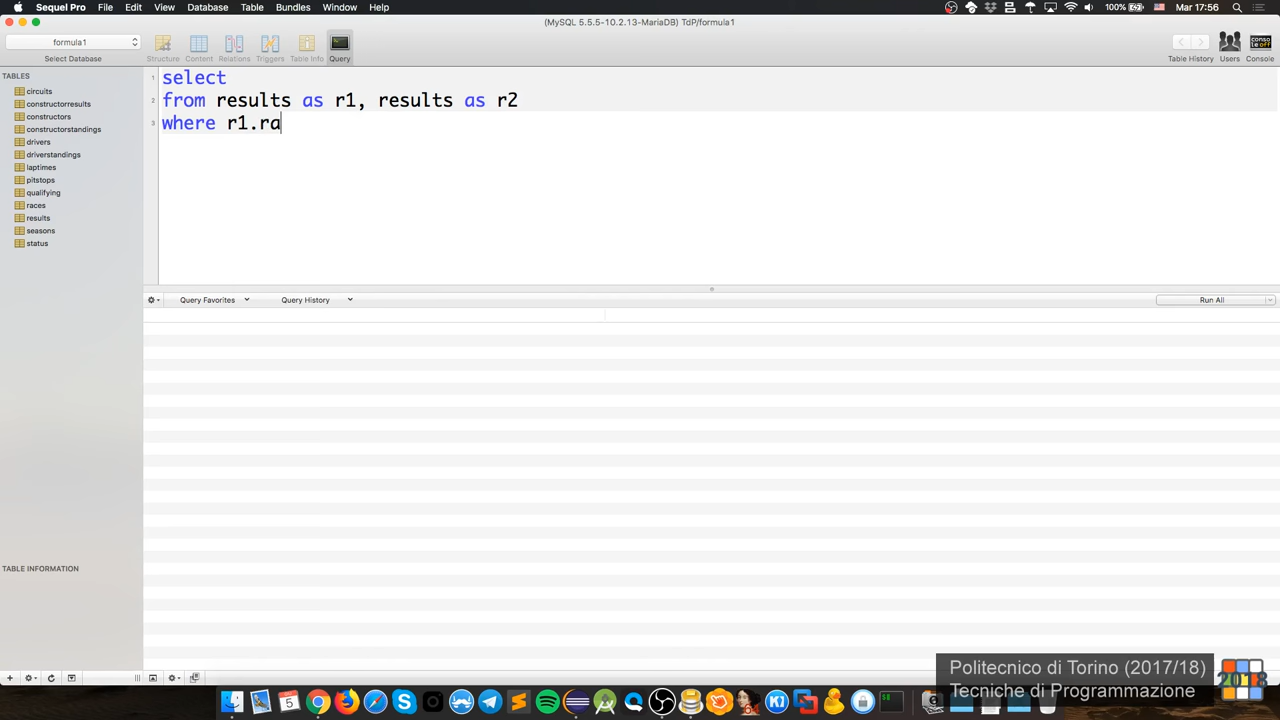 Sequel Pro File Edit View Database Table Bundles Window Help 100% Mar 17:56
(MySQL 5.5.5-10.2.13-MariaDB) TdP/formula1
formula1
Select Database Structure Content Relations Triggers Table Info Query Table History Users Console
TABLES
circuits
constructorresults
constructors
constructorstandings
drivers
driverstandings
laptimes
pitstops
qualifying
races
results
seasons
status
1 select
2 from results as r1, results as r2
3 where r1.ra
Query Favorites Query History Run All
TABLE INFORMATION
Politecnico di Torino (2017/18)
Tecniche di Programmazione
2018